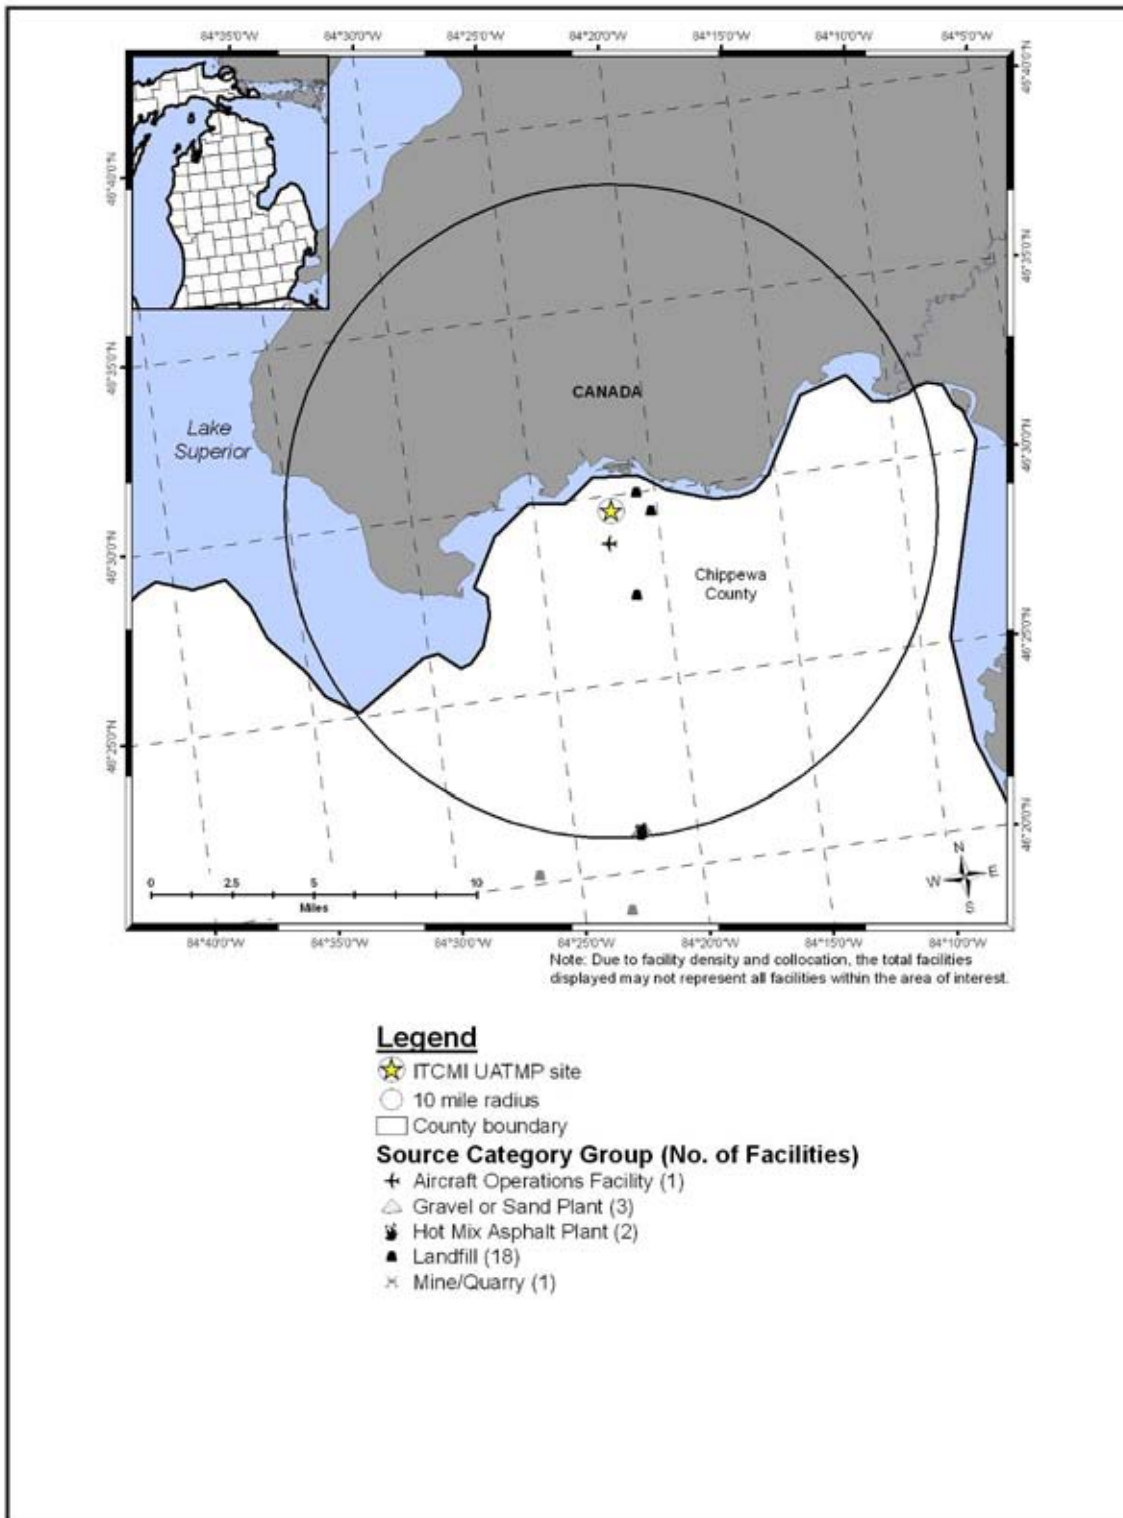 84°35'0"W 84°30'0"W 84°25'0"W 84°20'0"W 84°15'0"W 84°10'0"W 84°5'0"W
46°40'0"N
46°40'0"N
46°35'0"N
46°35'0"N
CANADA
Lake
Superior
46°30'0"N
46°30'0"N
Chippewa
County
46°25'0"N
46°25'0"N
46°20'0"N
N
W E
S
0 2.5 5 10
Miles
84°40'0"W 84°35'0"W 84°30'0"W 84°25'0"W 84°20'0"W 84°15'0"W 84°10'0"W
Note: Due to facility density and collocation, the total facilities
displayed may not represent all facilities within the area of interest.
Legend
ITCMI UATMP site
10 mile radius
County boundary
Source Category Group (No. of Facilities)
Aircraft Operations Facility (1)
Gravel or Sand Plant (3)
Hot Mix Asphalt Plant (2)
Landfill (18)
Mine/Quarry (1)